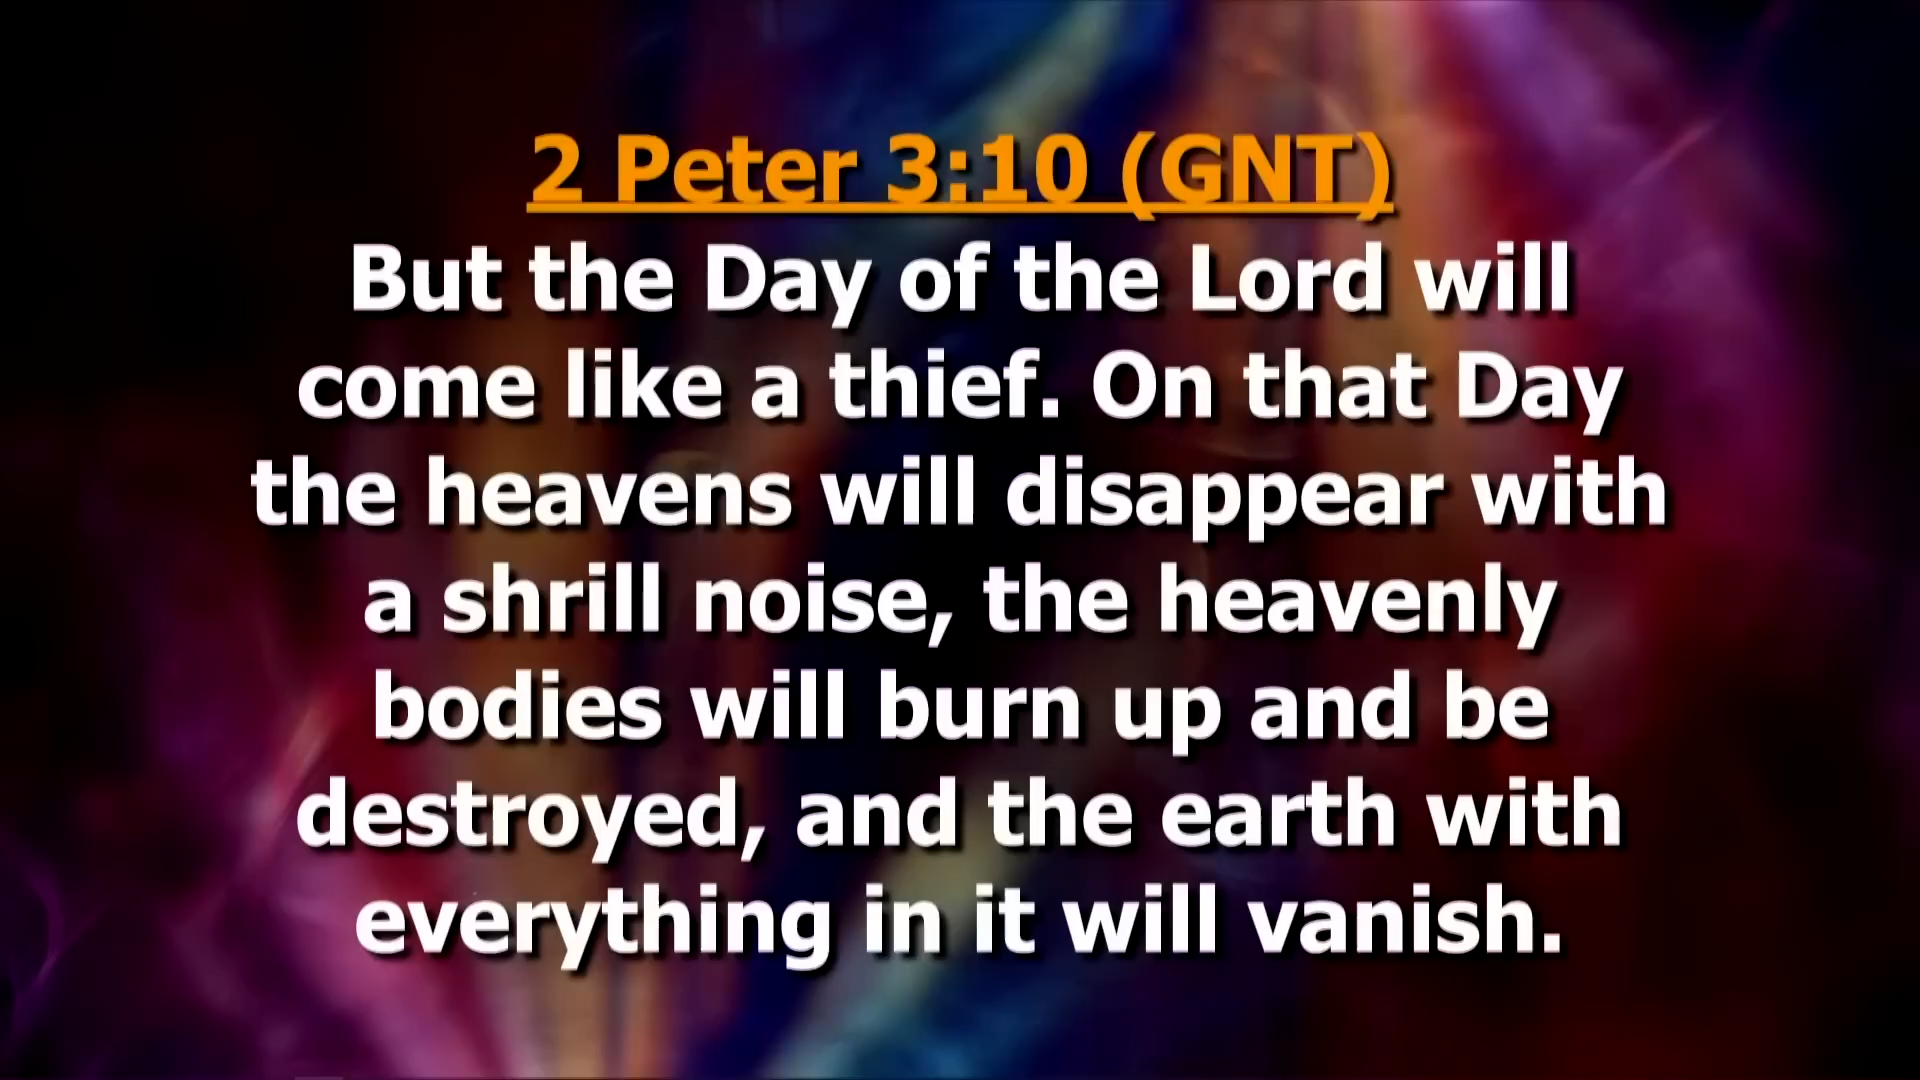 2 Peter 3:10 (GNT)
But the Day of the Lord will
come like a thief. On that Day
the heavens will disappear with
a shrill noise, the heavenly
bodies will burn up and be
destroyed, and the earth with
everything in it will vanish.